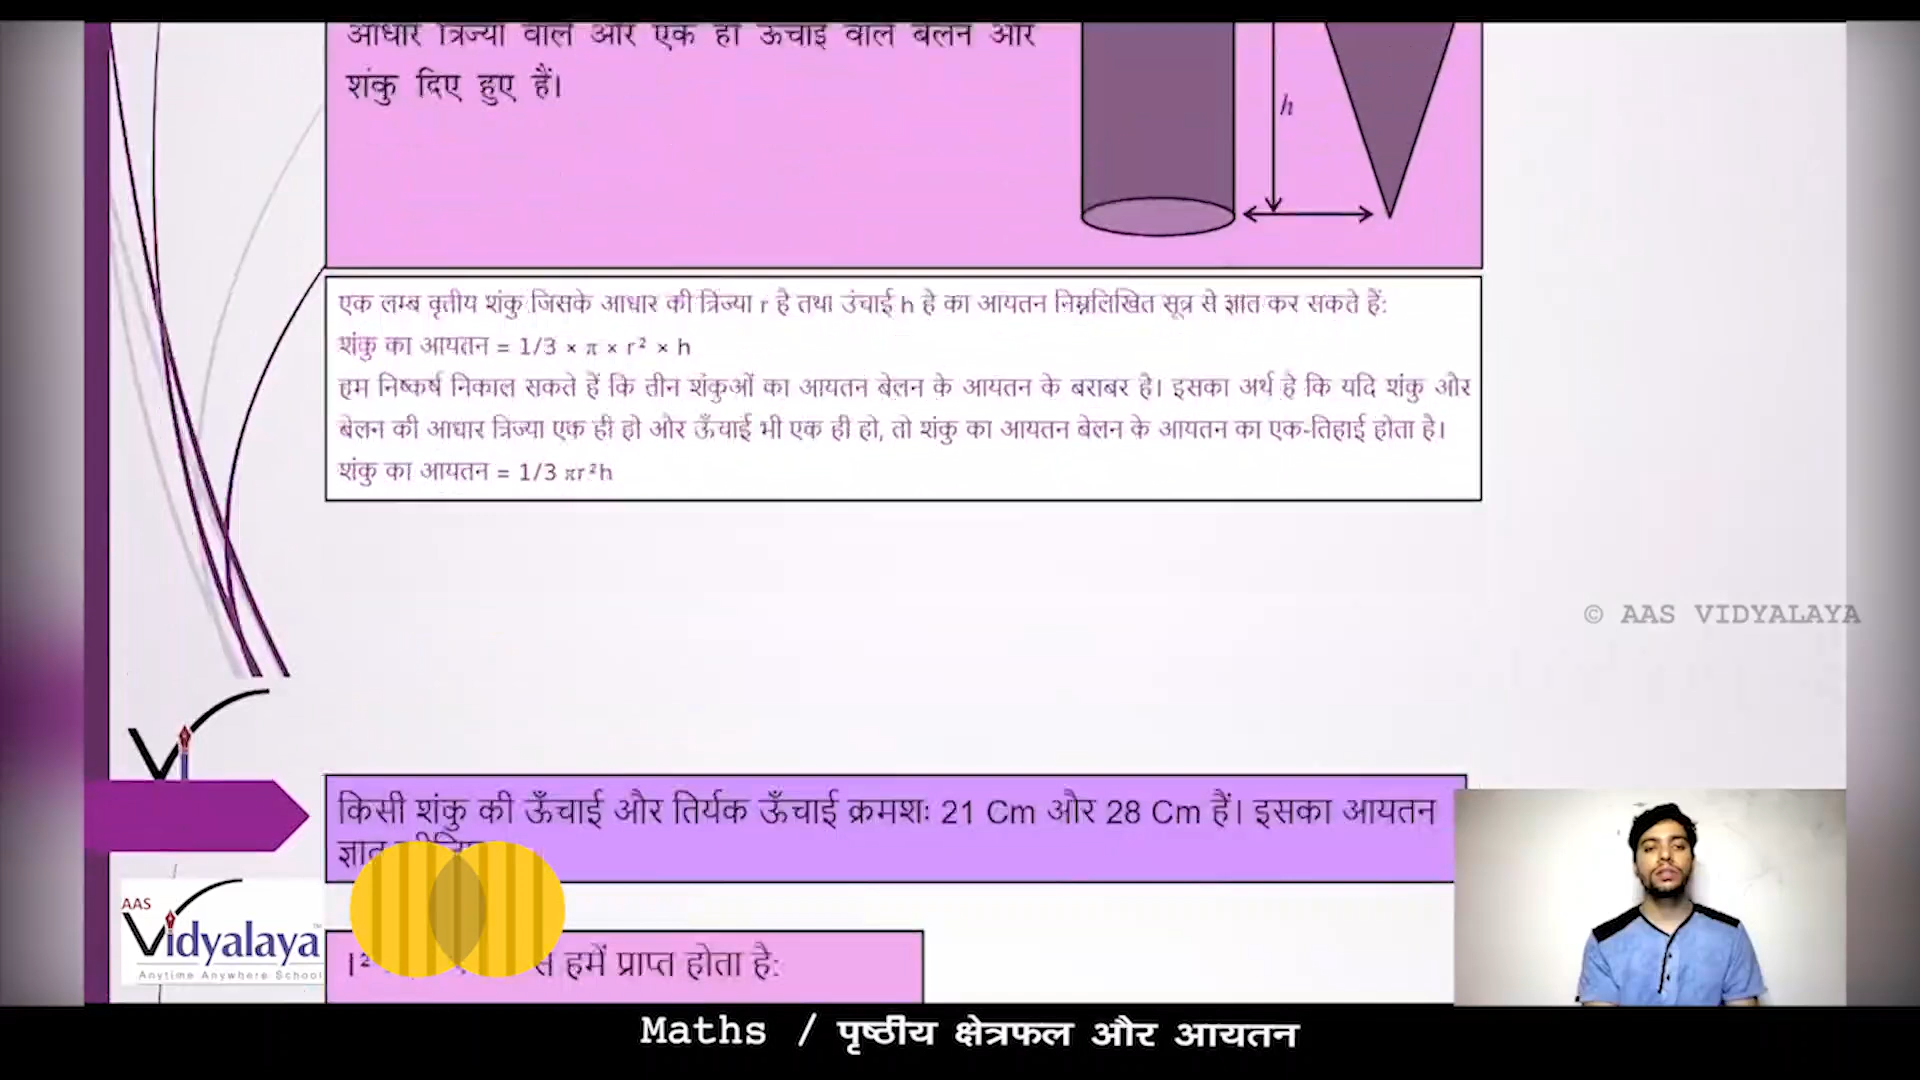 आधार त्रिज्या वाले और एक ही ऊँचाई वाले बेलन और
शंकु दिए हुए हैं।
h
एक लम्ब वृतीय शंकु जिसके आधार की त्रिज्या r है तथा उंचाई h हे का आयतन निम्नलिखित सूत्र से ज्ञात कर सकते हैं:
शंकु का आयतन = 1/3 × π × r² × h
हम निष्कर्ष निकाल सकते हैं कि तीन शंकुओं का आयतन बेलन के आयतन के बराबर है। इसका अर्थ हे कि यदि शंकु और
बेलन की आधार त्रिज्या एक ही हो और ऊँचाई भी एक ही हो, तो शंकु का आयतन बेलन के आयतन का एक-तिहाई होता है।
शंकु का आयतन = 1/3 πr²h
© AAS VIDYALAYA
किसी शंकु की ऊँचाई और तिर्यक ऊँचाई क्रमशः 21 Cm और 28 Cm हैं। इसका आयतन
ज्ञात
AAS
Vidyalaya
Anytime Anywhere School
l² हमें प्राप्त होता है:
Maths / पृष्ठीय क्षेत्रफल और आयतन